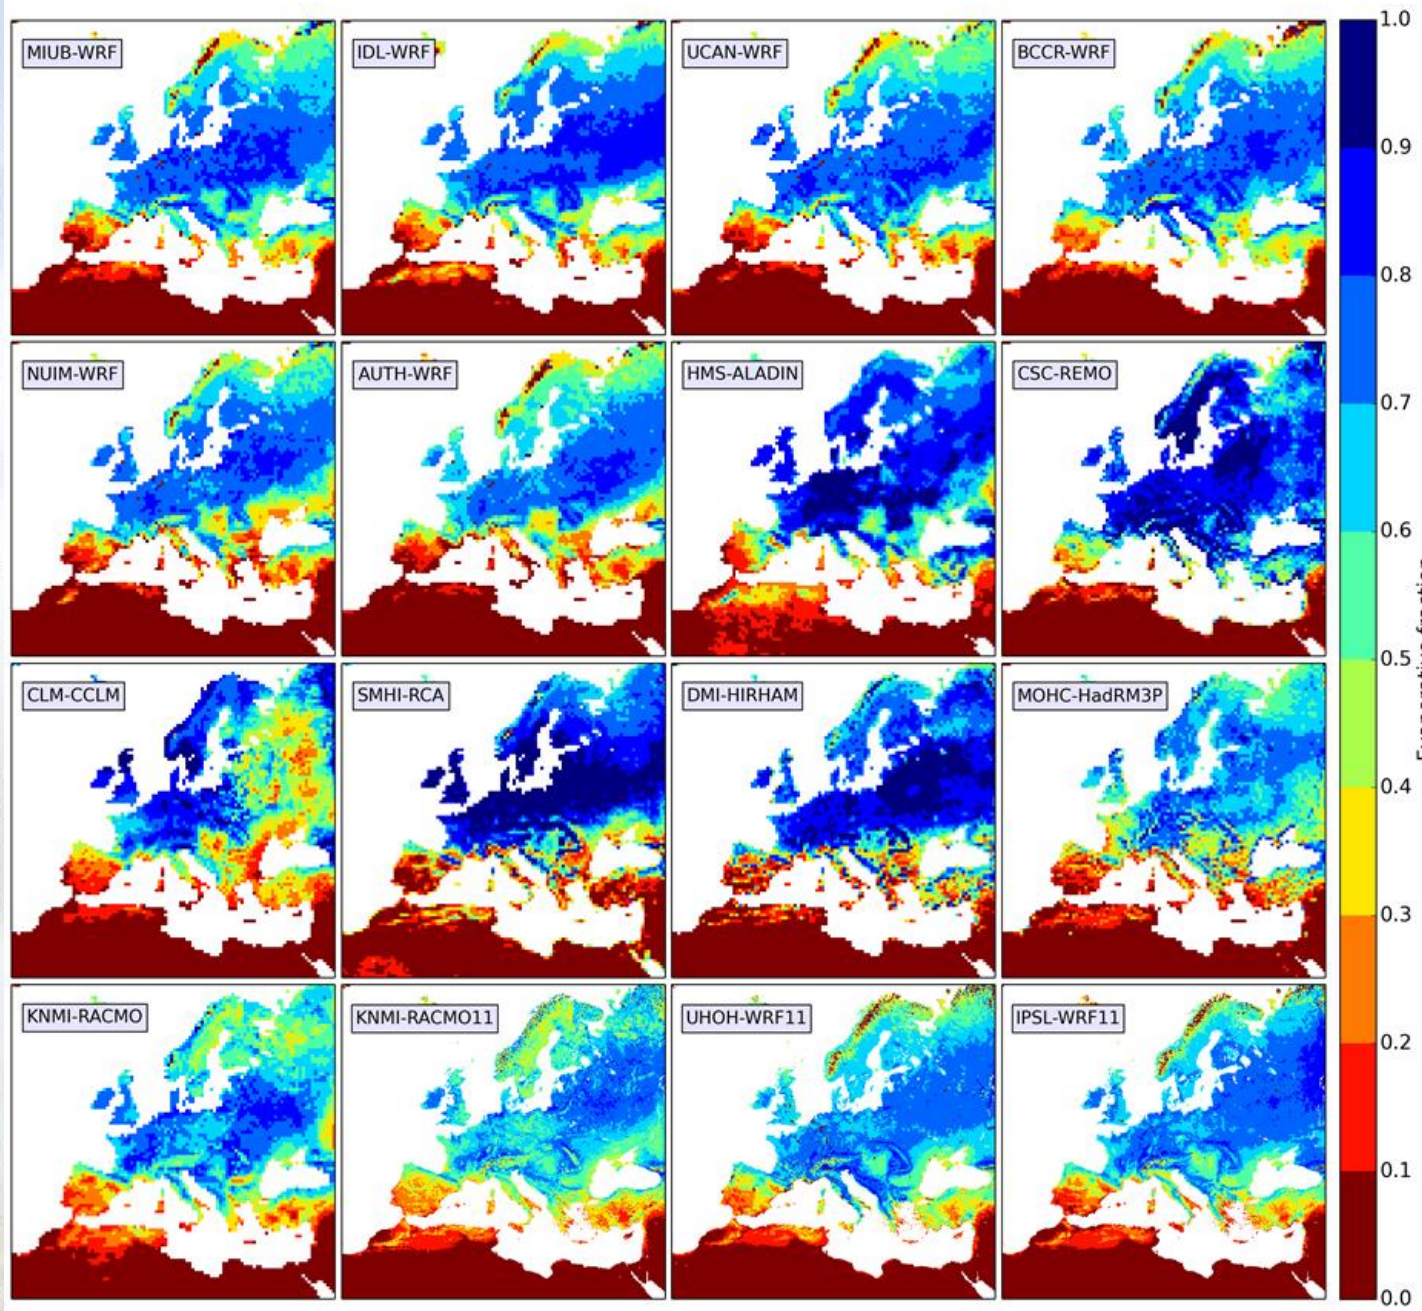 MIUB-WRF
IDL-WRF
UCAN-WRF
BCCR-WRF
NUIM-WRF
AUTH-WRF
HMS-ALADIN
CSC-REMO
CLM-CCLM
SMHI-RCA
DMI-HIRHAM
MOHC-HadRM3P
KNMI-RACMO
KNMI-RACMO11
UHOH-WRF11
IPSL-WRF11
1.0
0.9
0.8
0.7
0.6
0.5
0.4
0.3
0.2
0.1
0.0
Evaporative fraction